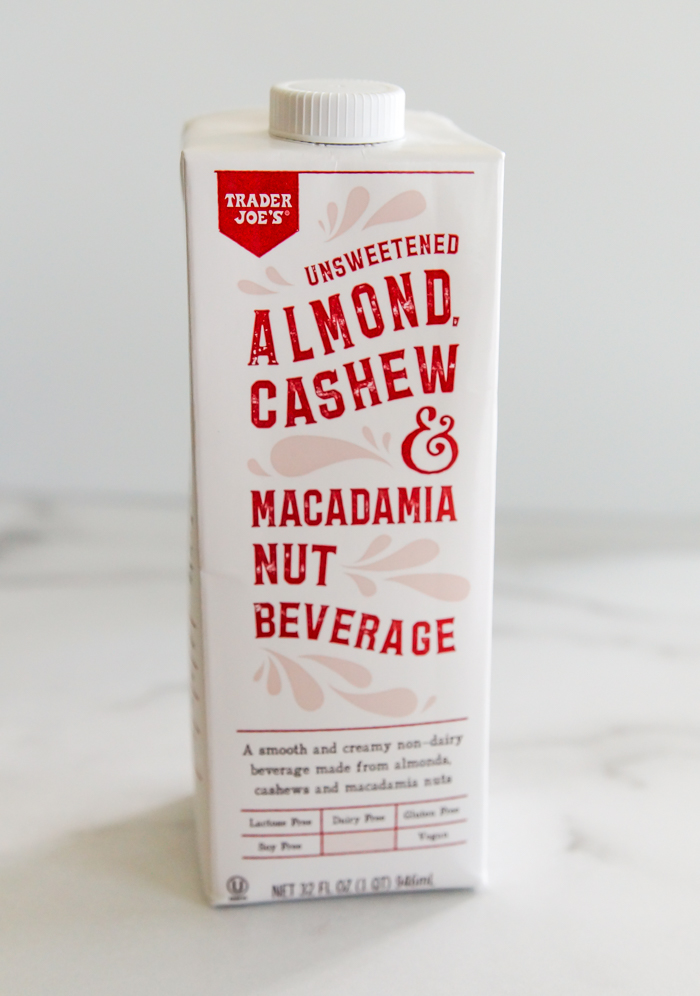 TRADER
JOE'S®
UNSWEETENED
ALMOND,
CASHEW
&
MACADAMIA
NUT
BEVERAGE
A smooth and creamy non-dairy
beverage made from almonds,
cashews and macadamia nuts
Lactose Free Dairy Free Gluten Free
Soy Free Vegan
U
NET 32 FL OZ (1 QT) 946ml